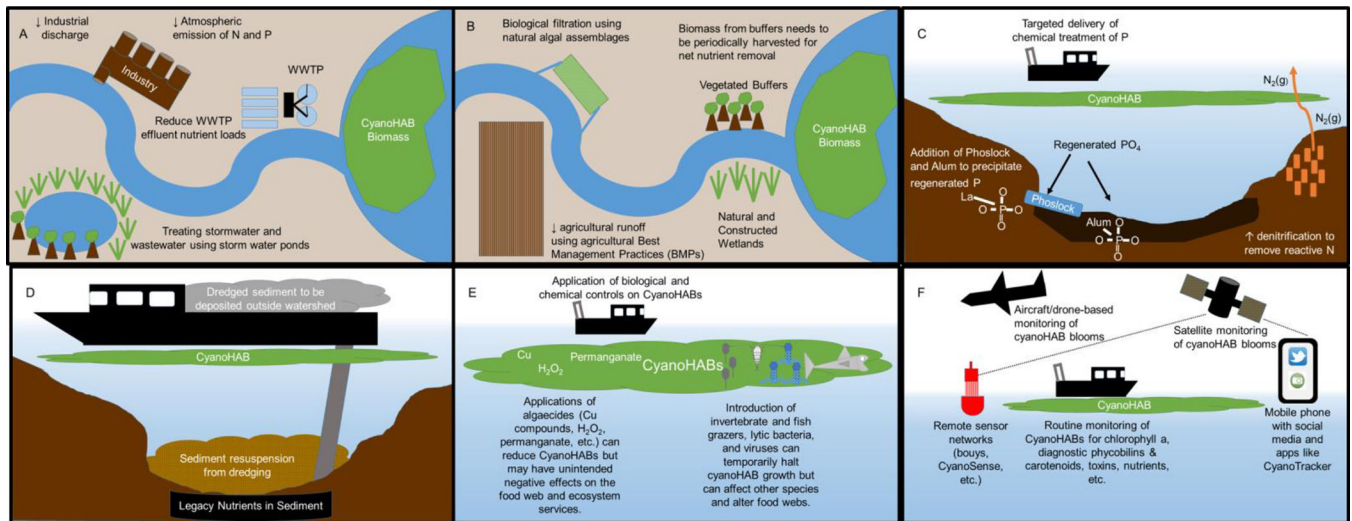 A
↓ Industrial
discharge
↓ Atmospheric
emission of N and P
Industry
WWTP
Reduce WWTP
effluent nutrient loads
CyanoHAB
Biomass
Treating stormwater and
wastewater using storm water ponds
B
Biological filtration using
natural algal assemblages
Biomass from buffers needs to
be periodically harvested for
net nutrient removal
Vegetated Buffers
CyanoHAB
Biomass
↓ agricultural runoff
using agricultural Best
Management Practices (BMPs)
Natural and
Constructed
Wetlands
C
Targeted delivery of
chemical treatment of P
N₂(g)
CyanoHAB
N₂(g)
Regenerated PO₄
Addition of Phoslock
and Alum to precipitate
regenerated P
La
O
O P O
O
Phoslock
Alum
O
O P O
O
↑ denitrification to
remove reactive N
D
Dredged sediment to be
deposited outside watershed
CyanoHAB
Sediment resuspension
from dredging
Legacy Nutrients in Sediment
E
Application of biological
and chemical controls on CyanoHABs
Cu
H₂O₂
Permanganate
CyanoHABs
Applications of
algaecides (Cu
compounds, H₂O₂,
permanganate, etc.) can
reduce CyanoHABs but
may have unintended
negative effects on the
food web and ecosystem
services.
Introduction of
invertebrate and fish
grazers, lytic bacteria,
and viruses can
temporarily halt
cyanoHAB growth but
can affect other species
and alter food webs.
F
Aircraft/drone-based
monitoring of
cyanoHAB blooms
Satellite monitoring
of cyanoHAB blooms
CyanoHAB
Remote sensor
networks
(bouys,
CyanoSense,
etc.)
Routine monitoring of
CyanoHABs for chlorophyll a,
diagnostic phycobilins &
carotenoids, toxins, nutrients,
etc.
Mobile phone
with social
media and
apps like
CyanoTracker